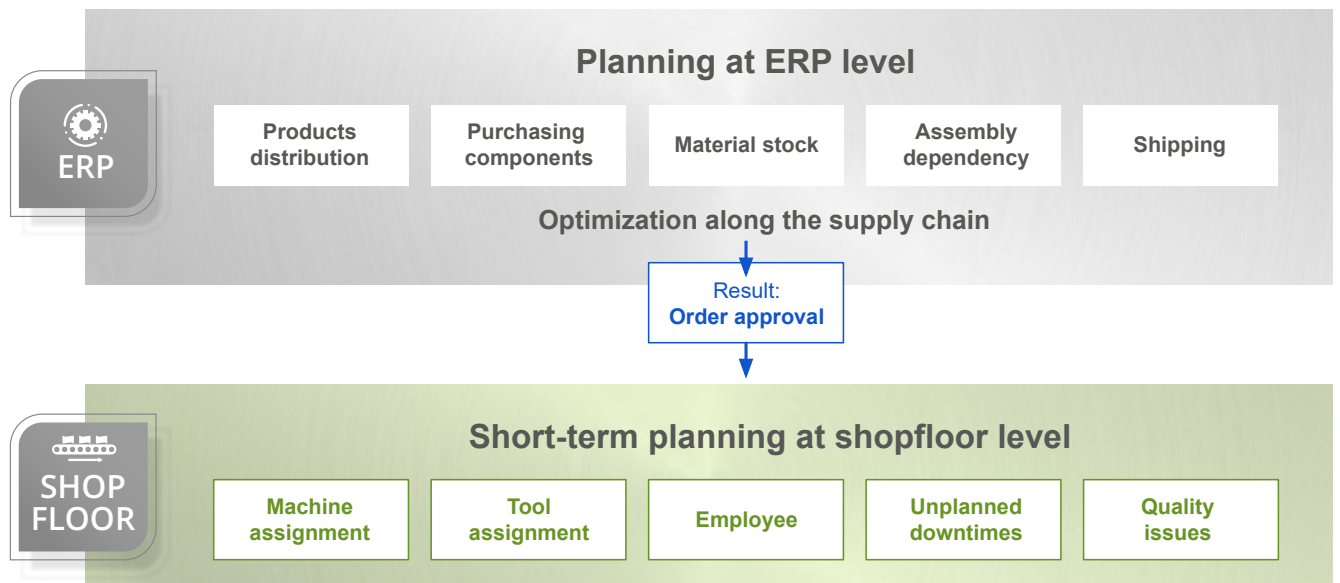 Planning at ERP level
ERP
Products
distribution
Purchasing
components
Material stock
Assembly
dependency
Shipping
Optimization along the supply chain
Result:
Order approval
Short-term planning at shopfloor level
SHOP
FLOOR
Machine
assignment
Tool
assignment
Employee
Unplanned
downtimes
Quality
issues